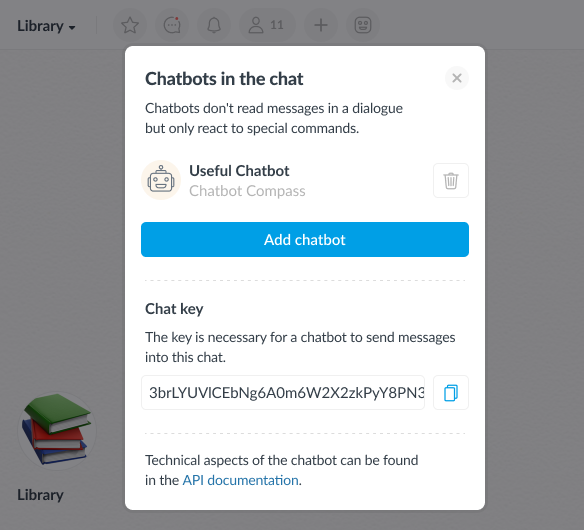 Library
11
Chatbots in the chat
Chatbots don't read messages in a dialogue
but only react to special commands.
Useful Chatbot
Chatbot Compass
Add chatbot
Chat key
The key is necessary for a chatbot to send messages
into this chat.
3brLYUVlCEbNg6A0m6W2X2zkPyY8PN3
Technical aspects of the chatbot can be found
in the API documentation.
Library